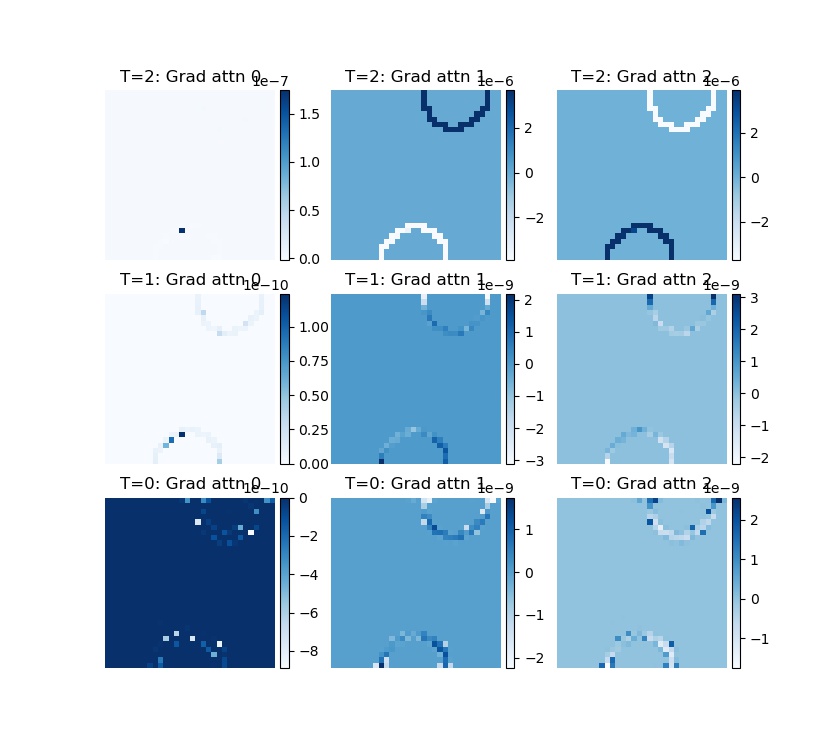 T=2: Grad attn 0
1e−7
T=2: Grad attn 1
1e−6
T=2: Grad attn 2
1e−6
1.5
1.0
0.5
0.0
2
0
−2
2
0
−2
T=1: Grad attn 0
1e−10
T=1: Grad attn 1
1e−9
T=1: Grad attn 2
1e−9
1.00
0.75
0.50
0.25
0.00
2
1
0
−1
−2
−3
3
2
1
0
−1
−2
T=0: Grad attn 0
1e−10
T=0: Grad attn 1
1e−9
T=0: Grad attn 2
1e−9
0
−2
−4
−6
−8
1
0
−1
−2
2
1
0
−1